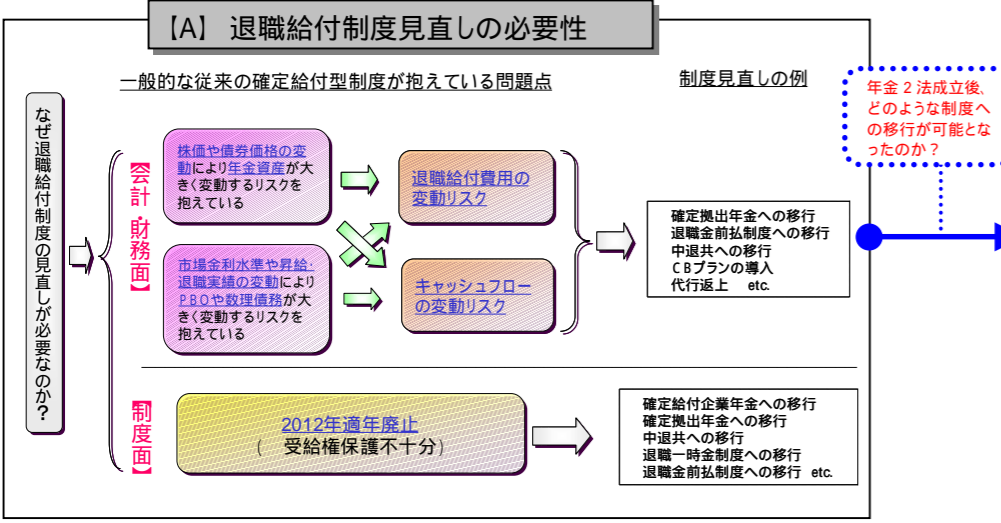 【A】 退職給付制度見直しの必要性
一般的な従来の確定給付型制度が抱えている問題点
制度見直しの例
年金２法成立後、
どのような制度へ
の移行が可能とな
ったのか？
なぜ退職給付制度の見直しが必要なのか？
【会計・財務面】
株価や債券価格の変
動により年金資産が大
きく変動するリスクを
抱えている
退職給付費用の
変動リスク
市場金利水準や昇給・
退職実績の変動により
ＰＢＯや数理債務が大
きく変動するリスクを
抱えている
キャッシュフロー
の変動リスク
確定拠出年金への移行
退職金前払制度への移行
中退共への移行
ＣＢプランの導入
代行返上 etc.
【制度面】
2012年適年廃止
( 受給権保護不十分)
確定給付企業年金への移行
確定拠出年金への移行
中退共への移行
退職一時金制度への移行
退職金前払制度への移行 etc.